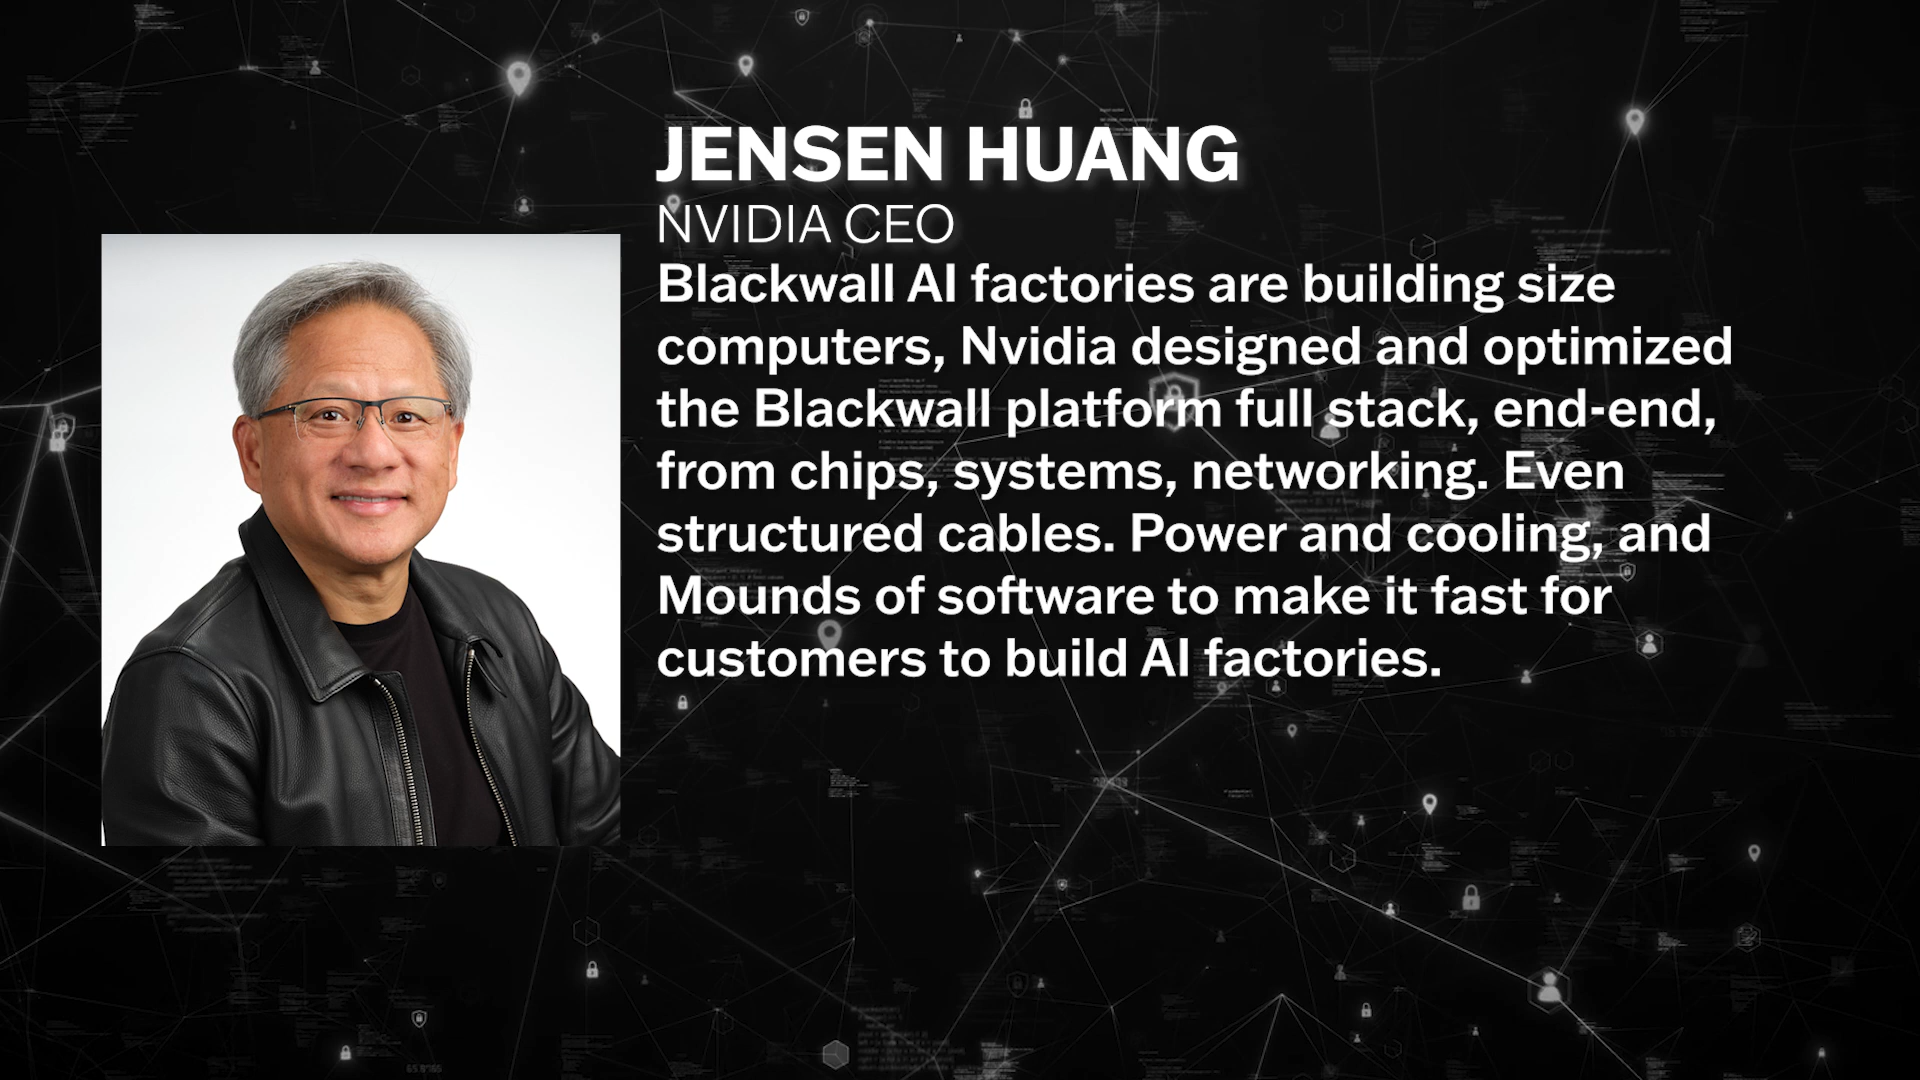 JENSEN HUANG
NVIDIA CEO
Blackwall AI factories are building size
computers, Nvidia designed and optimized
the Blackwall platform full stack, end-end,
from chips, systems, networking. Even
structured cables. Power and cooling, and
Mounds of software to make it fast for
customers to build AI factories.